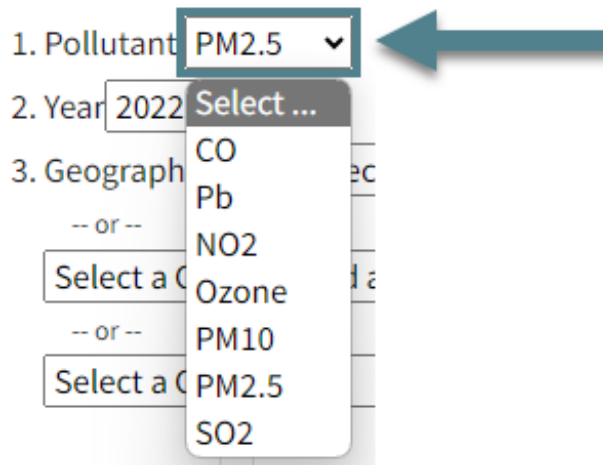 1. Pollutant PM2.5
2. Year 2022
Select ...
CO
3. Geograph
Pb
-- or --
NO2
Select a
Ozone
-- or --
PM10
Select a
PM2.5
SO2